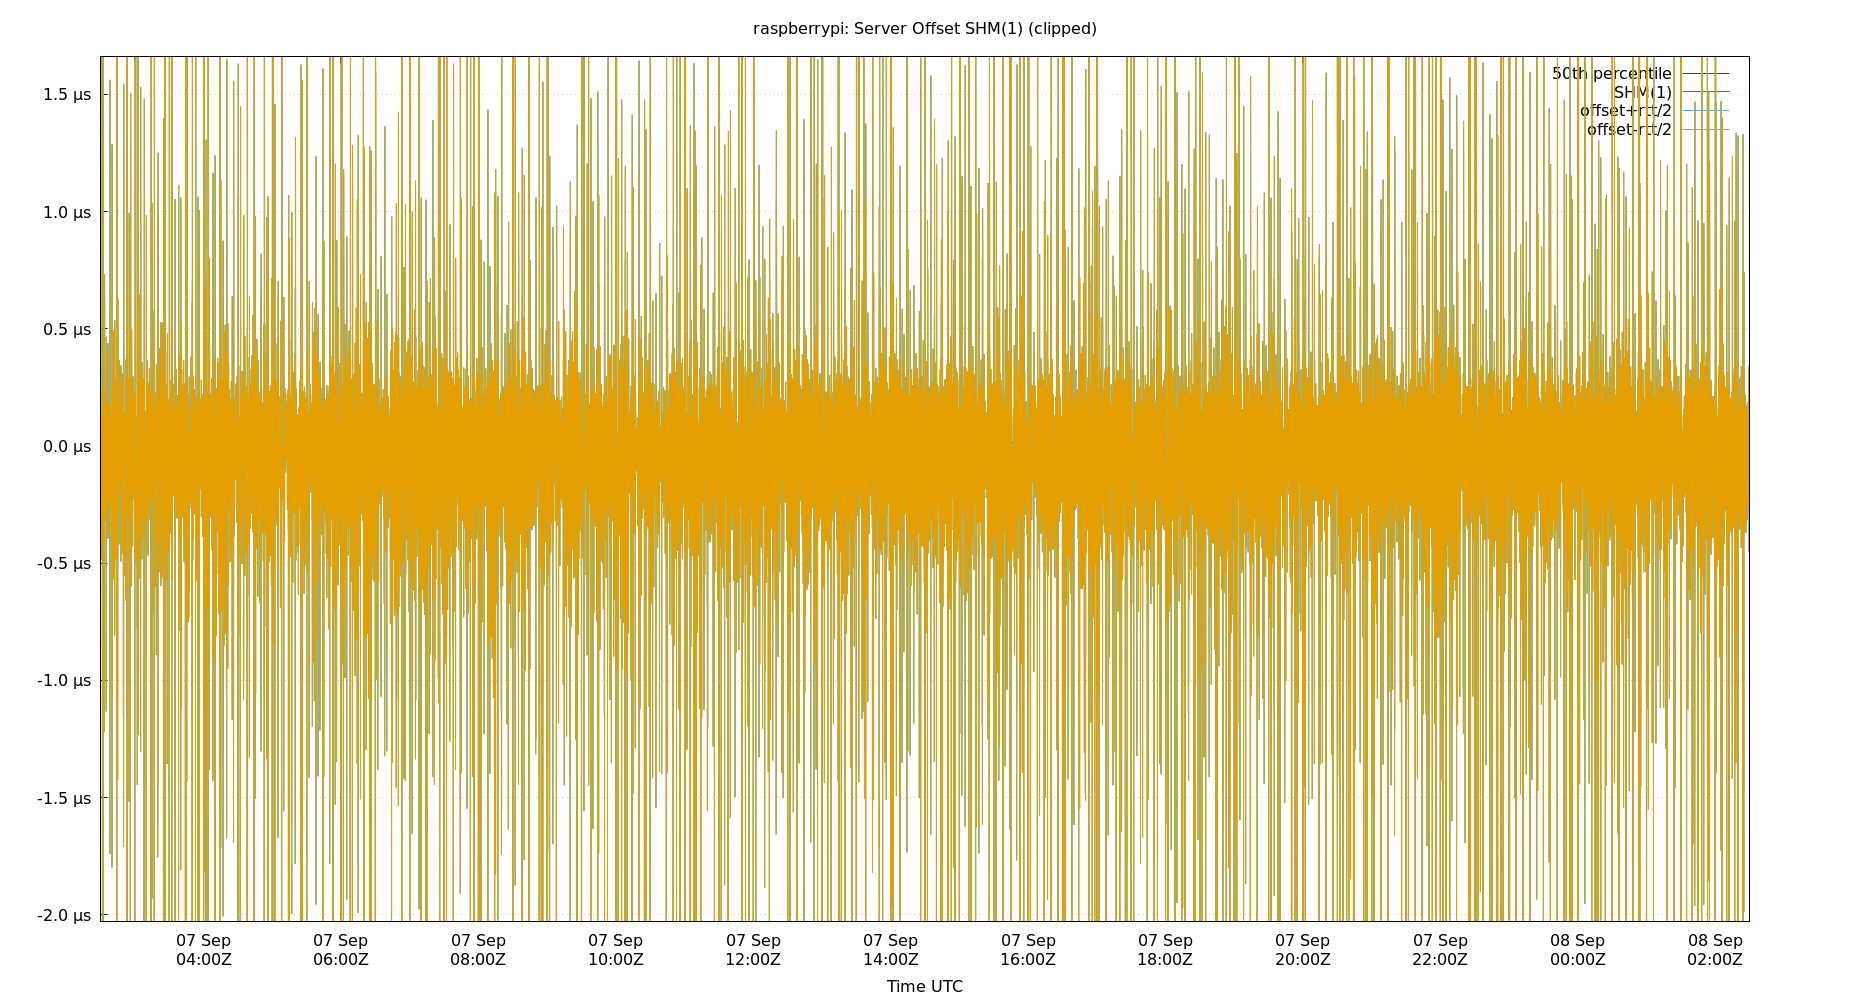 raspberrypi: Server Offset SHM(1) (clipped)
50th percentile
SHM(1)
offset+rtt/2
offset-rtt/2
1.5 µs
1.0 µs
0.5 µs
0.0 µs
-0.5 µs
-1.0 µs
-1.5 µs
-2.0 µs
07 Sep 07 Sep 07 Sep 07 Sep 07 Sep 07 Sep 07 Sep 07 Sep 07 Sep 07 Sep 08 Sep 08 Sep
04:00Z 06:00Z 08:00Z 10:00Z 12:00Z 14:00Z 16:00Z 18:00Z 20:00Z 22:00Z 00:00Z 02:00Z
Time UTC